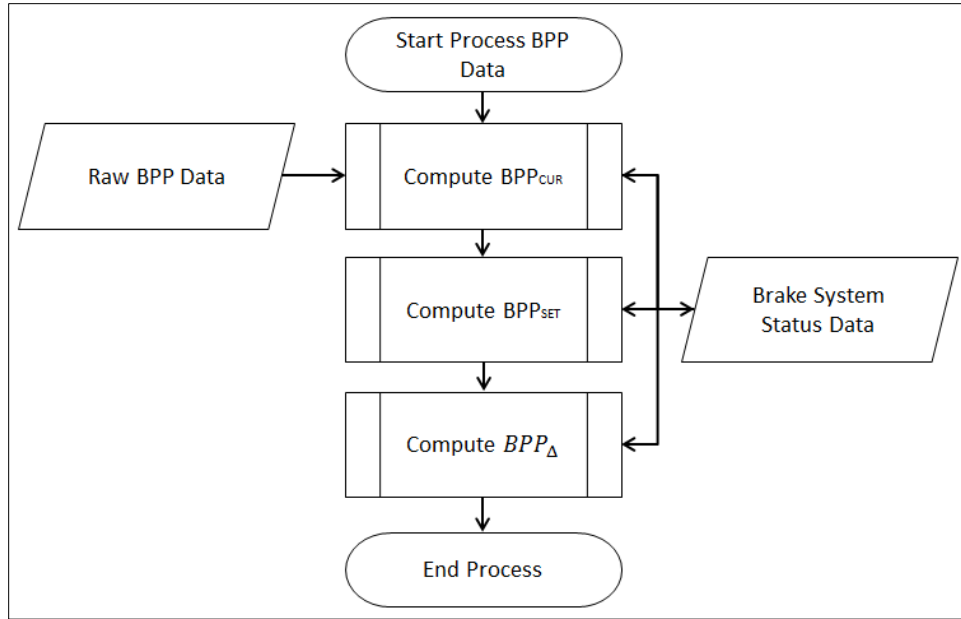 Start Process BPP
Data
Raw BPP Data
Compute BPPCUR
Compute BPPSET
Brake System
Status Data
Compute BPPΔ
End Process